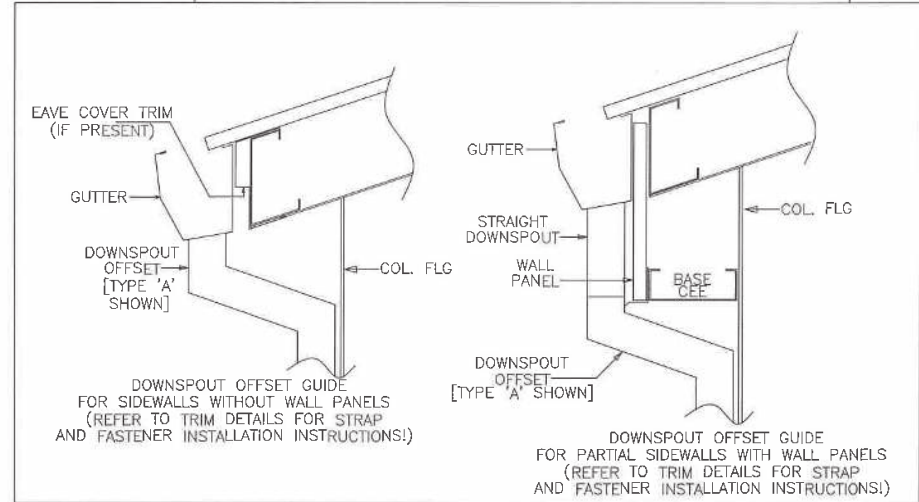 EAVE COVER TRIM
(IF PRESENT)
GUTTER
DOWNSPOUT
OFFSET
[TYPE 'A'
SHOWN]
COL. FLG
DOWNSPOUT OFFSET GUIDE
FOR SIDEWALLS WITHOUT WALL PANELS
(REFER TO TRIM DETAILS FOR STRAP
AND FASTENER INSTALLATION INSTRUCTIONS!)
GUTTER
STRAIGHT
DOWNSPOUT
WALL
PANEL
BASE
CEE
COL. FLG
DOWNSPOUT
OFFSET
[TYPE 'A' SHOWN]
DOWNSPOUT OFFSET GUIDE
FOR PARTIAL SIDEWALLS WITH WALL PANELS
(REFER TO TRIM DETAILS FOR STRAP
AND FASTENER INSTALLATION INSTRUCTIONS!)